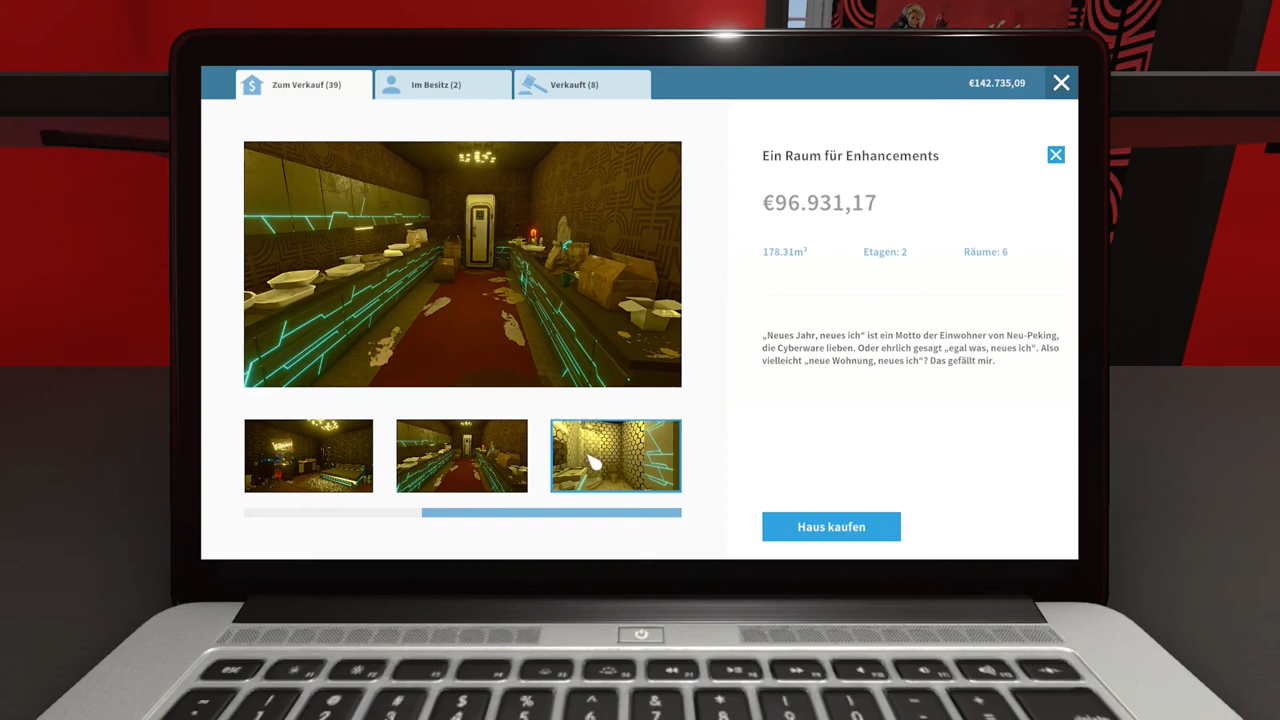 Zum Verkauf (39)
Im Besitz (2)
Verkauft (8)
€142.735,09
Ein Raum für Enhancements
€96.931,17
178.31m²
Etagen: 2
Räume: 6
„Neues Jahr, neues ich“ ist ein Motto der Einwohner von Neu-Peking,
die Cyberware lieben. Oder ehrlich gesagt „egal was, neues ich“. Also
vielleicht „neue Wohnung, neues ich“? Das gefällt mir.
Haus kaufen
esc